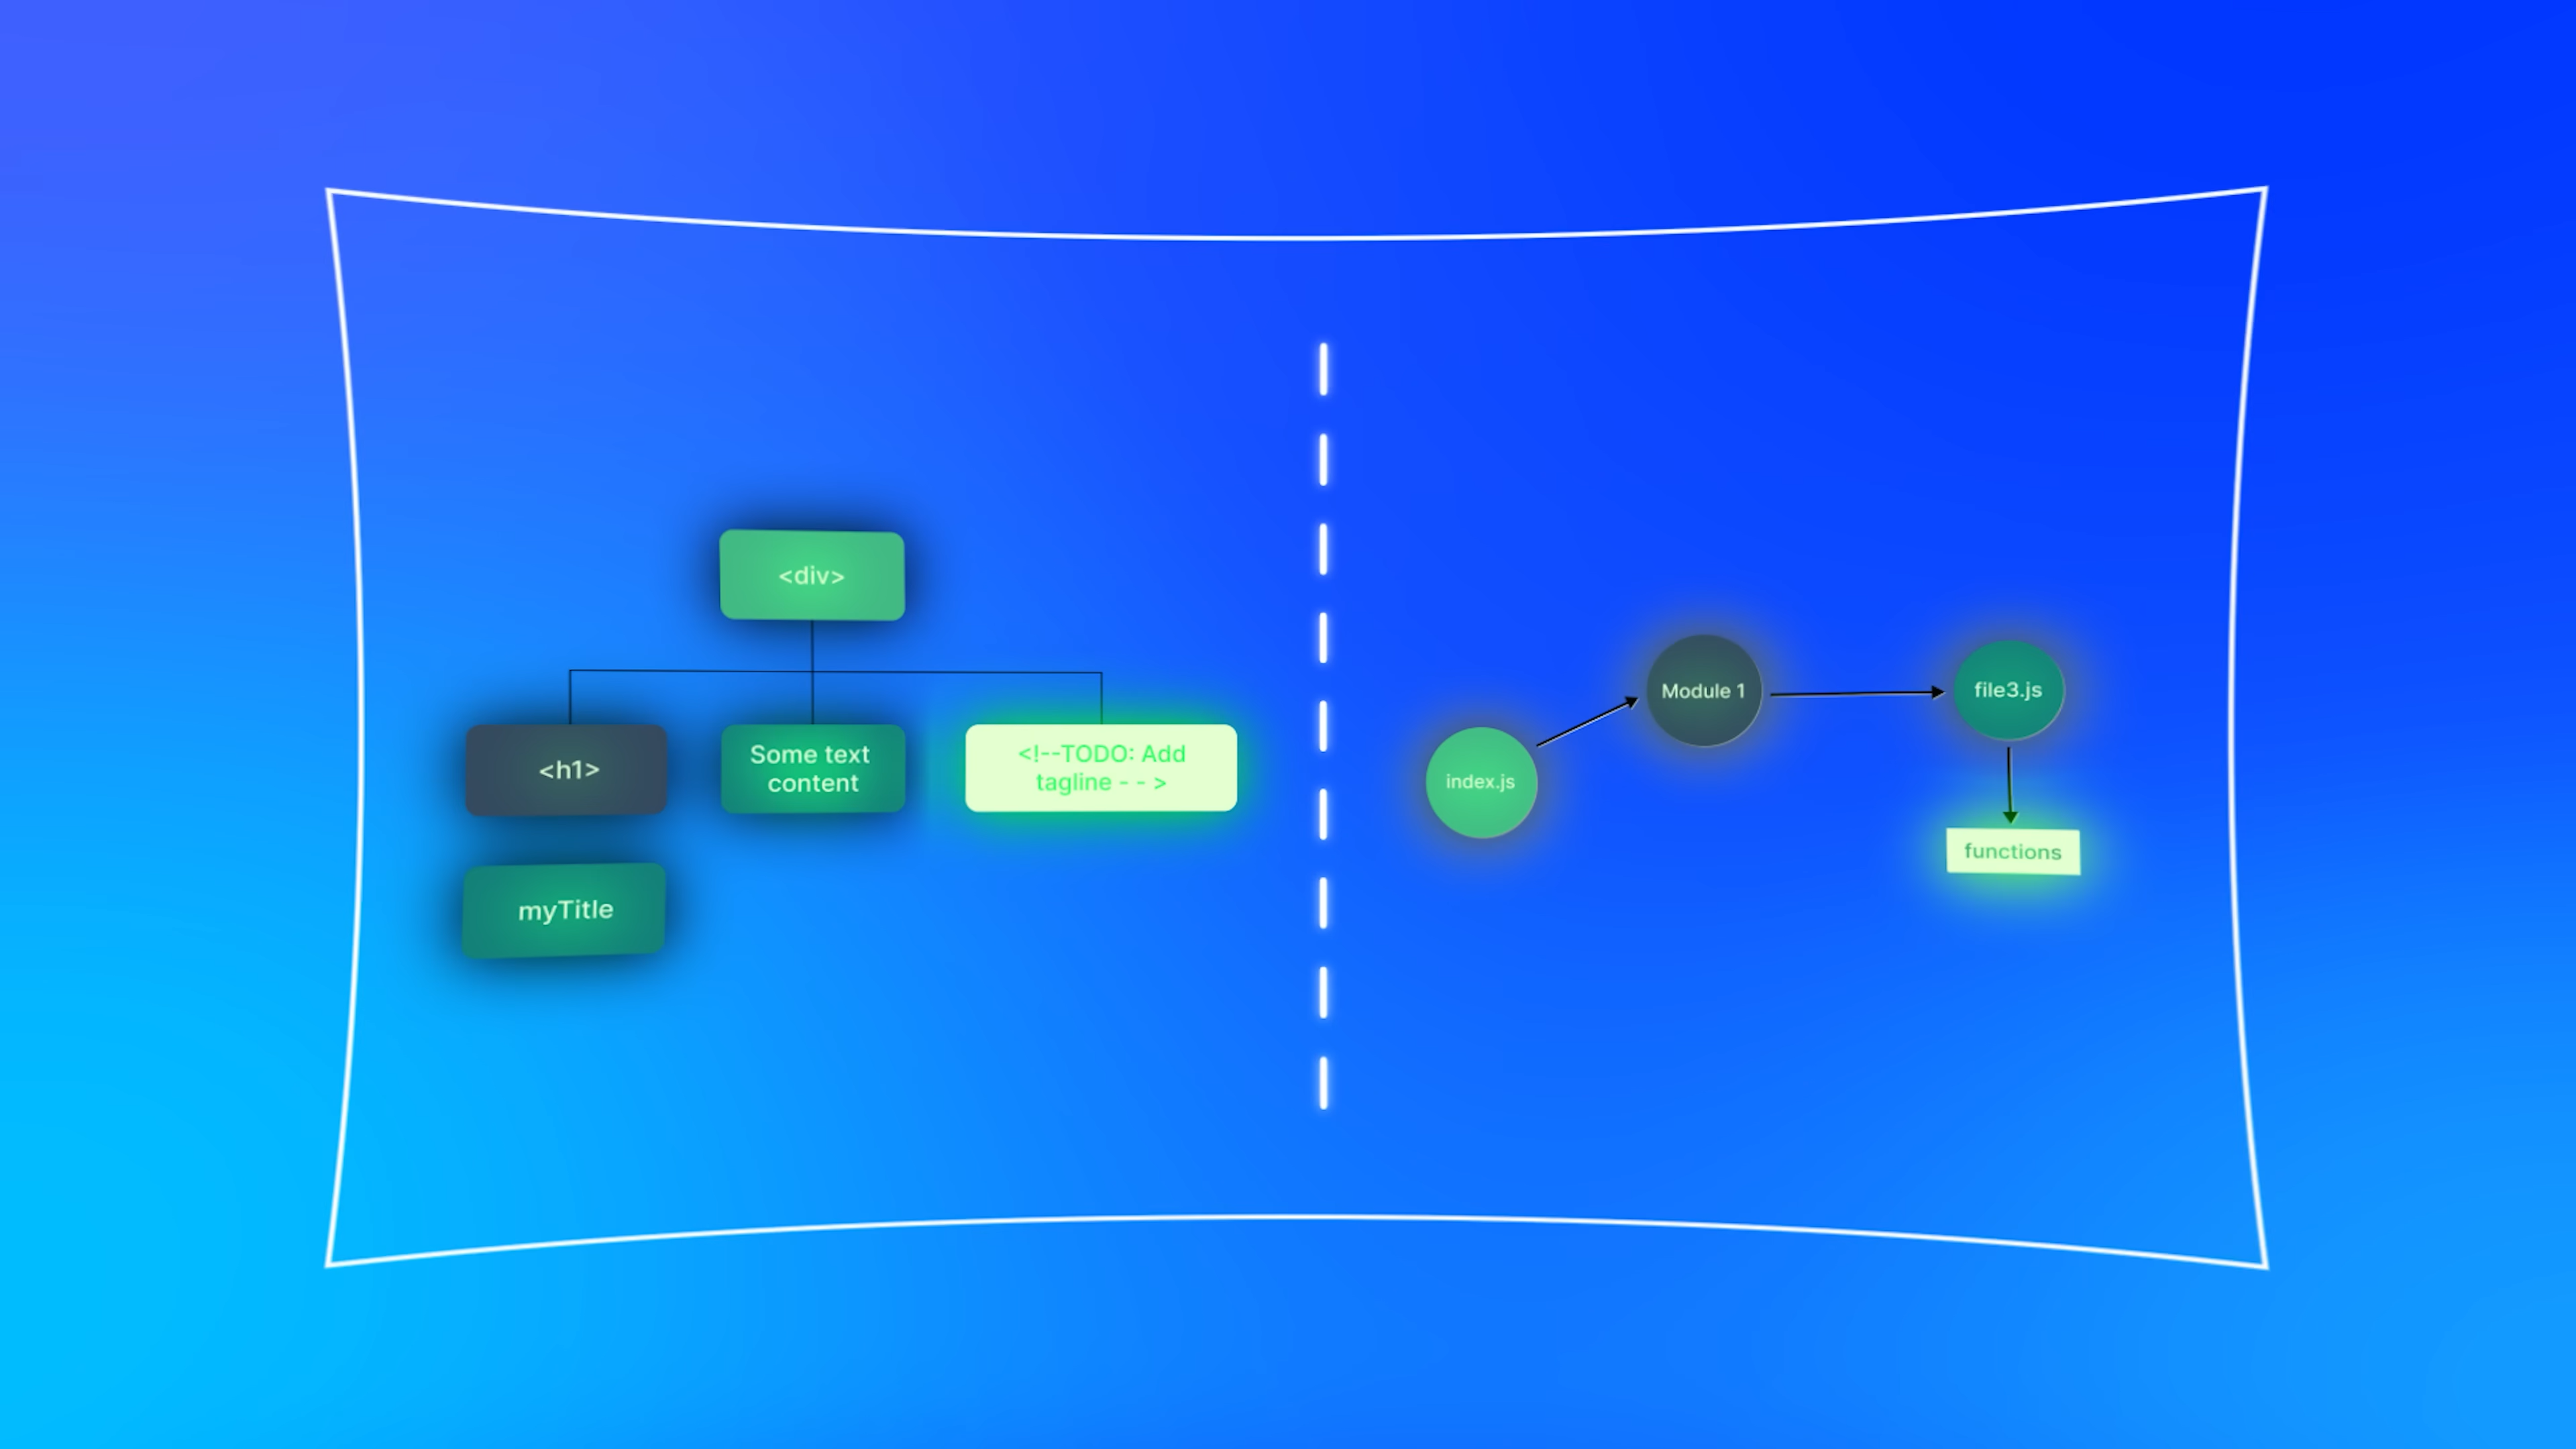 <div>
<h1>
Some text
content
<!--TODO: Add
tagline - - >
myTitle
index.js
Module 1
file3.js
functions